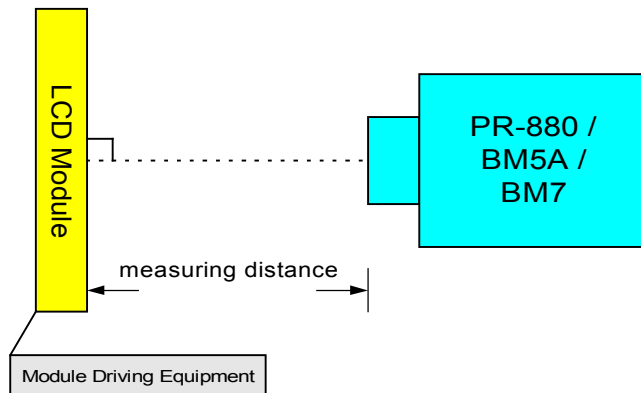 LCD Module
PR-880 /
BM5A /
BM7
measuring distance
Module Driving Equipment